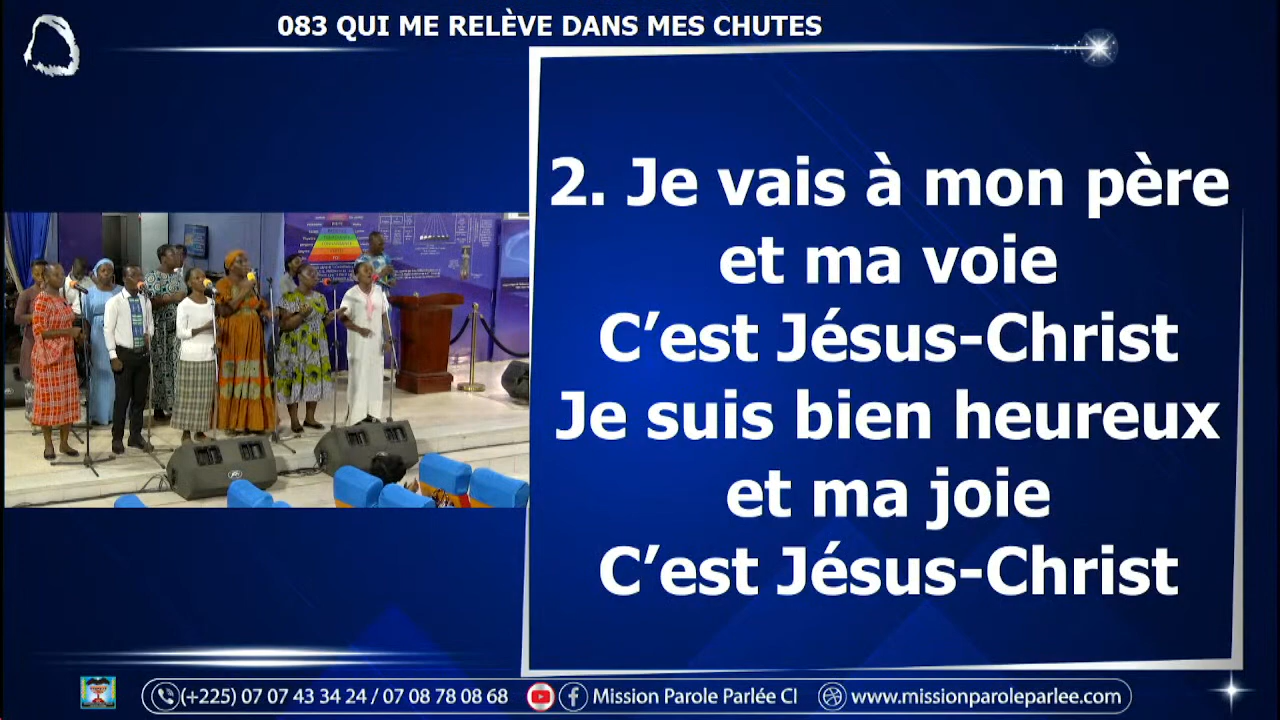 083 QUI ME RELÈVE DANS MES CHUTES
2. Je vais à mon père
et ma voie
C’est Jésus-Christ
Je suis bien heureux
et ma joie
C’est Jésus-Christ
(+225) 07 07 43 34 24 / 07 08 78 08 68
Mission Parole Parlée CI
www.missionparoleparlee.com